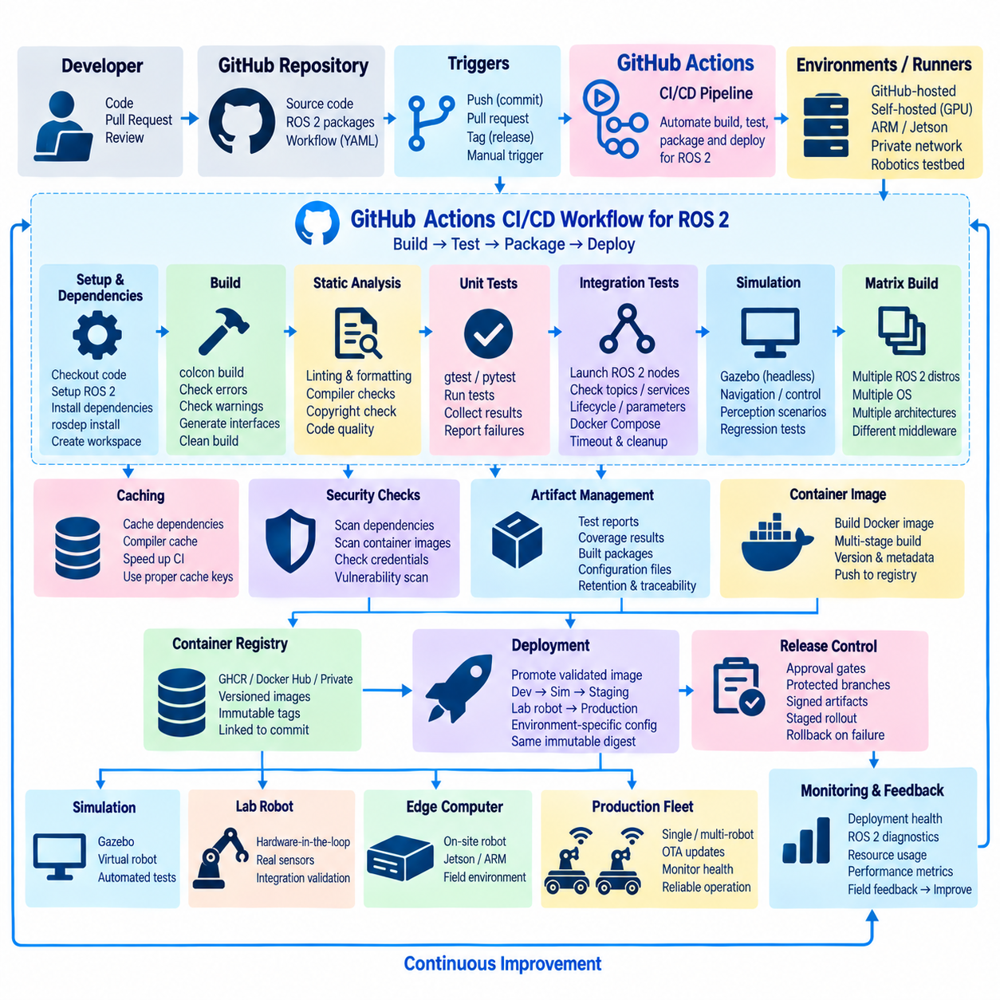 Developer
Code
Pull Request
Review
GitHub Repository
Source code
ROS 2 packages
Workflow (YAML)
Triggers
Push (commit)
Pull request
Tag (release)
Manual trigger
GitHub Actions
CI/CD Pipeline
Automate build, test,
package and deploy
for ROS 2
Environments / Runners
GitHub-hosted
Self-hosted (GPU)
ARM / Jetson
Private network
Robotics testbed
GitHub Actions CI/CD Workflow for ROS 2
Build → Test → Package → Deploy
Setup &
Dependencies
Checkout code
Setup ROS 2
Install dependencies
rosdep install
Create workspace
Build
colcon build
Check errors
Check warnings
Generate interfaces
Clean build
Static Analysis
Linting & formatting
Compiler checks
Copyright check
Code quality
Unit Tests
gtest / pytest
Run tests
Collect results
Report failures
Integration Tests
Launch ROS 2 nodes
Check topics / services
Lifecycle / parameters
Docker Compose
Timeout & cleanup
Simulation
Gazebo (headless)
Navigation / control
Perception scenarios
Regression tests
Matrix Build
Multiple ROS 2 distros
Multiple OS
Multiple architectures
Different middleware
Caching
Cache dependencies
Compiler cache
Speed up CI
Use proper cache keys
Security Checks
Scan dependencies
Scan container images
Check credentials
Vulnerability scan
Artifact Management
Test reports
Coverage results
Built packages
Configuration files
Retention & traceability
Container Image
Build Docker image
Multi-stage build
Version & metadata
Push to registry
Container Registry
GHCR / Docker Hub / Private
Versioned images
Immutable tags
Linked to commit
Deployment
Promote validated image
Dev → Sim → Staging
Lab robot → Production
Environment-specific config
Same immutable digest
Release Control
Approval gates
Protected branches
Signed artifacts
Staged rollout
Rollback on failure
Simulation
Gazebo
Virtual robot
Automated tests
Lab Robot
Hardware-in-the-loop
Real sensors
Integration validation
Edge Computer
On-site robot
Jetson / ARM
Field environment
Production Fleet
Single / multi-robot
OTA updates
Monitor health
Reliable operation
Monitoring & Feedback
Deployment health
ROS 2 diagnostics
Resource usage
Performance metrics
Field feedback → Improve
Continuous Improvement